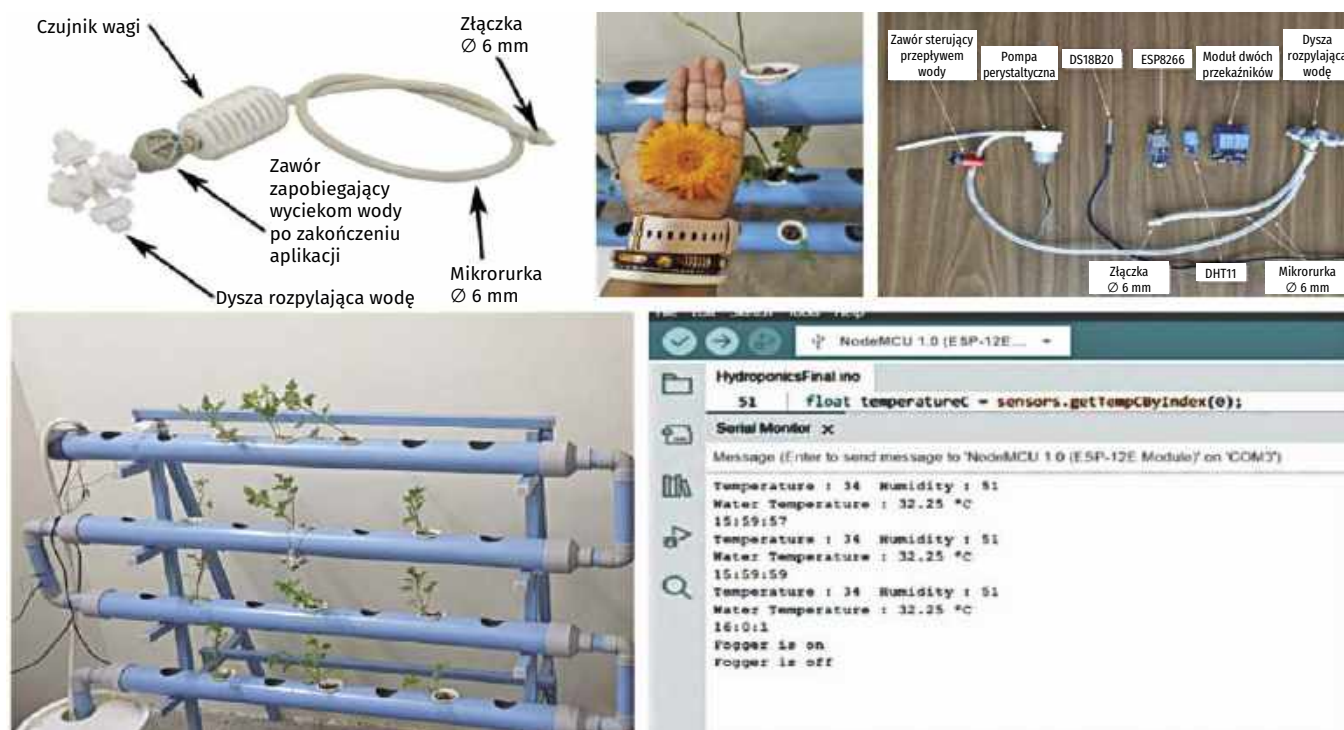 Czujnik wagi
Złączka
∅ 6 mm
Zawór
zapobiegający
wyciekom wody
po zakończeniu
aplikacji
Mikrorurka
∅ 6 mm
Dysza rozpylająca wodę
Zawór sterujący
przepływem
wody
Pompa
perystaltyczna
DS18B20
ESP8266
Moduł dwóch
przekaźników
Dysza
rozpylająca
wodę
Złączka
∅ 6 mm
DHT11
Mikrorurka
∅ 6 mm
File Edit Sketch Tools Help
NodeMCU 1.0 (ESP-12E...
HydroponicsFinal.ino
51 float temperatureC = sensors.getTempCByIndex(0);
Serial Monitor x
Message (Enter to send message to 'NodeMCU 1.0 (ESP-12E Module)' on 'COM3')
Temperature : 34 Humidity : 51
Water Temperature : 32.25 °C
15:59:57
Temperature : 34 Humidity : 51
Water Temperature : 32.25 °C
15:59:59
Temperature : 34 Humidity : 51
Water Temperature : 32.25 °C
16:0:1
Fogger is on
Fogger is off